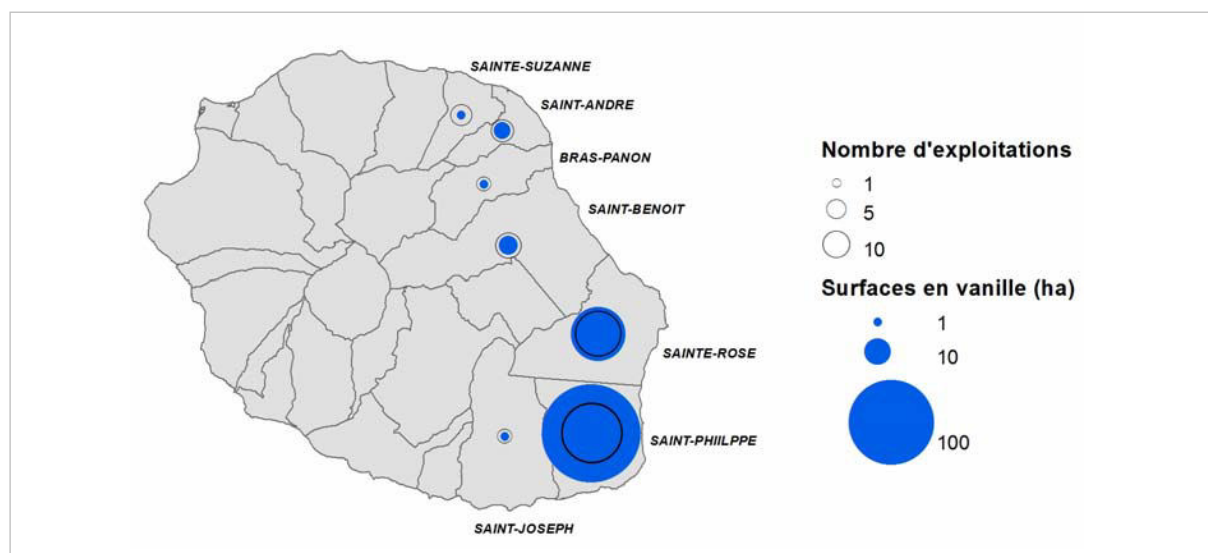 SAINTE-SUZANNE
SAINT-ANDRE
BRAS-PANON
SAINT-BENOIT
SAINTE-ROSE
SAINT-PHIILPPE
SAINT-JOSEPH
Nombre d'exploitations
1
5
10
Surfaces en vanille (ha)
1
10
100